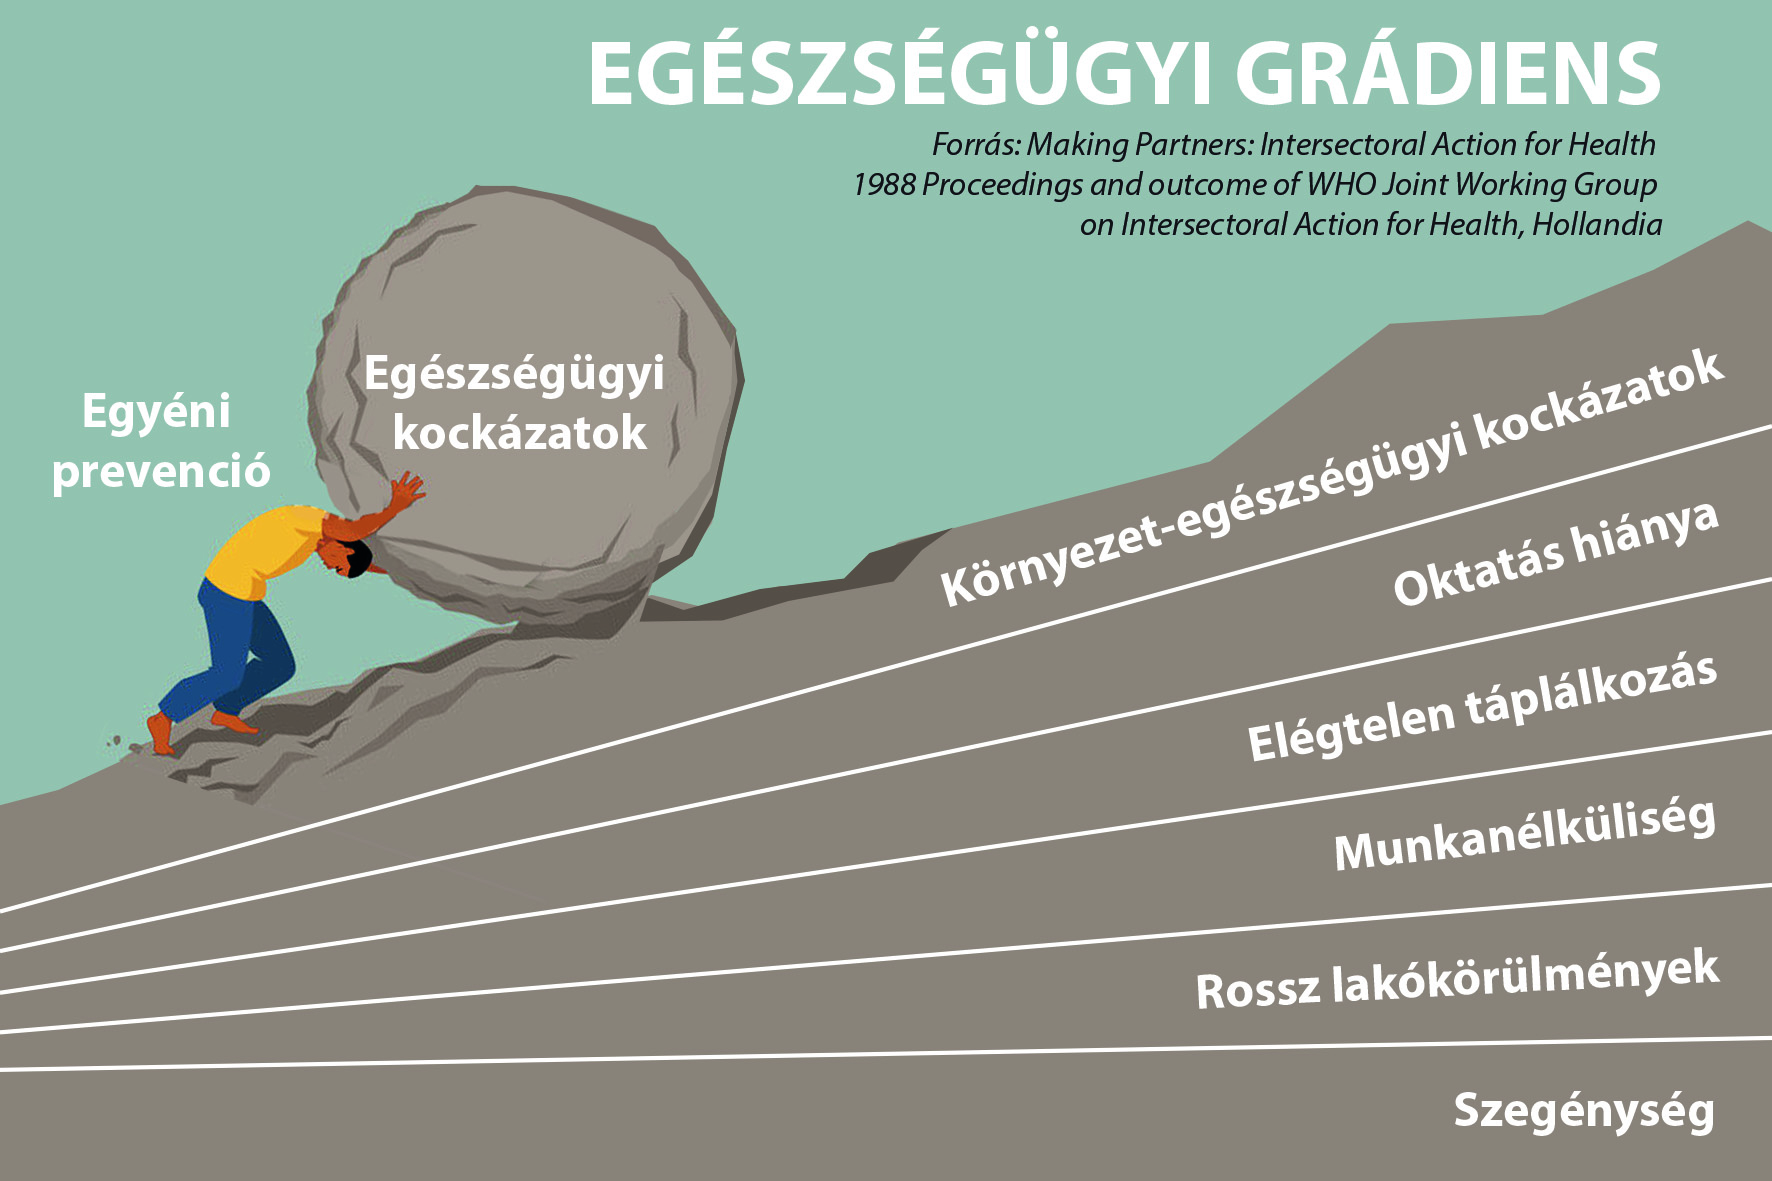 EGÉSZSÉGÜGYI GRÁDIENS
Forrás: Making Partners: Intersectoral Action for Health
1988 Proceedings and outcome of WHO Joint Working Group
on Intersectoral Action for Health, Hollandia
Egyéni
prevenció
Egészségügyi
kockázatok
Környezet-egészségügyi kockázatok
Oktatás hiánya
Elégtelen táplálkozás
Munkanélküliség
Rossz lakókörülmények
Szegénység